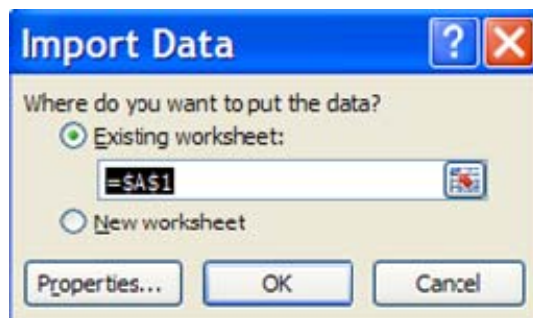 Import Data
?
Where do you want to put the data?
Existing worksheet:
=$A$1
New worksheet
Properties...
OK
Cancel